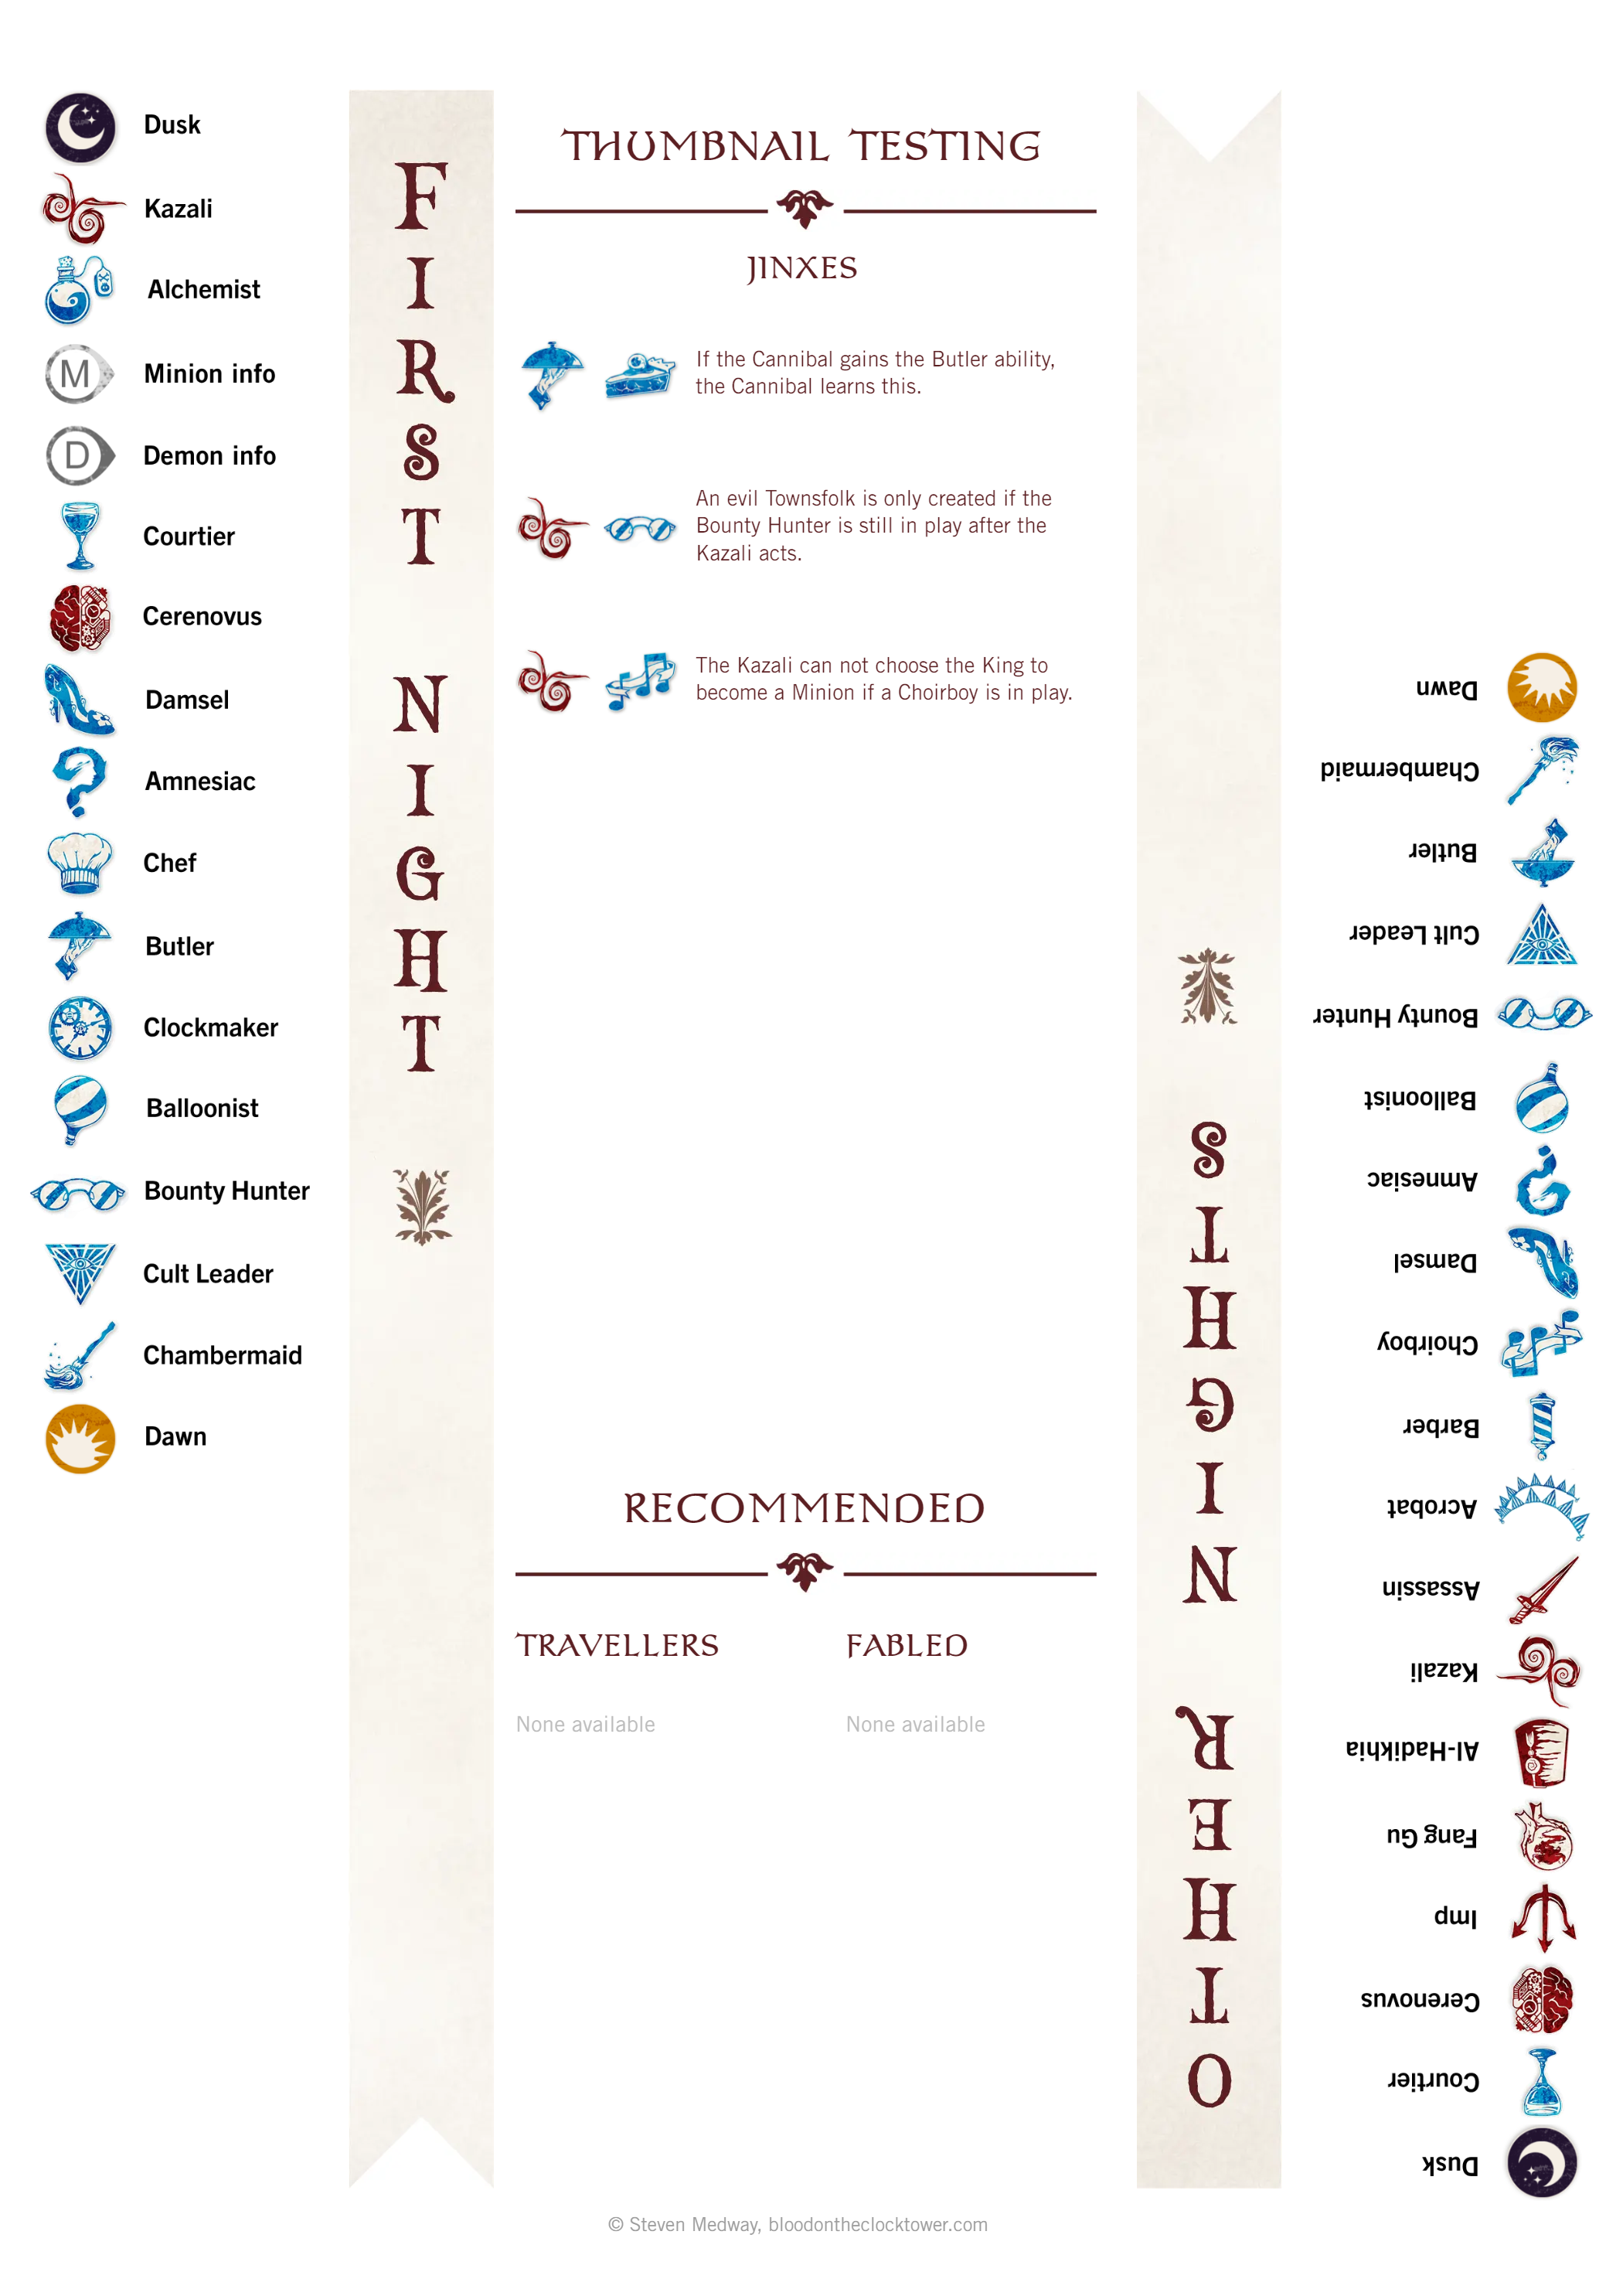 Dusk
Kazali
Alchemist
M
Minion info
D
Demon info
Courtier
Cerenovus
Damsel
Amnesiac
Chef
Butler
Clockmaker
Balloonist
Bounty Hunter
Cult Leader
Chambermaid
Dawn
FIRST NIGHT
THUMBNAIL TESTING
JINXES
If the Cannibal gains the Butler ability,
the Cannibal learns this.
An evil Townsfolk is only created if the
Bounty Hunter is still in play after the
Kazali acts.
The Kazali can not choose the King to
become a Minion if a Choirboy is in play.
RECOMMENDED
TRAVELLERS
None available
FABLED
None available
OTHER NIGHTS
Dusk
Courtier
Cerenovus
Imp
Fang Gu
Al-Hadikhia
Kazali
Assassin
Acrobat
Barber
Choirboy
Damsel
Amnesiac
Balloonist
Bounty Hunter
Cult Leader
Butler
Chambermaid
Dawn
© Steven Medway, bloodontheclocktower.com